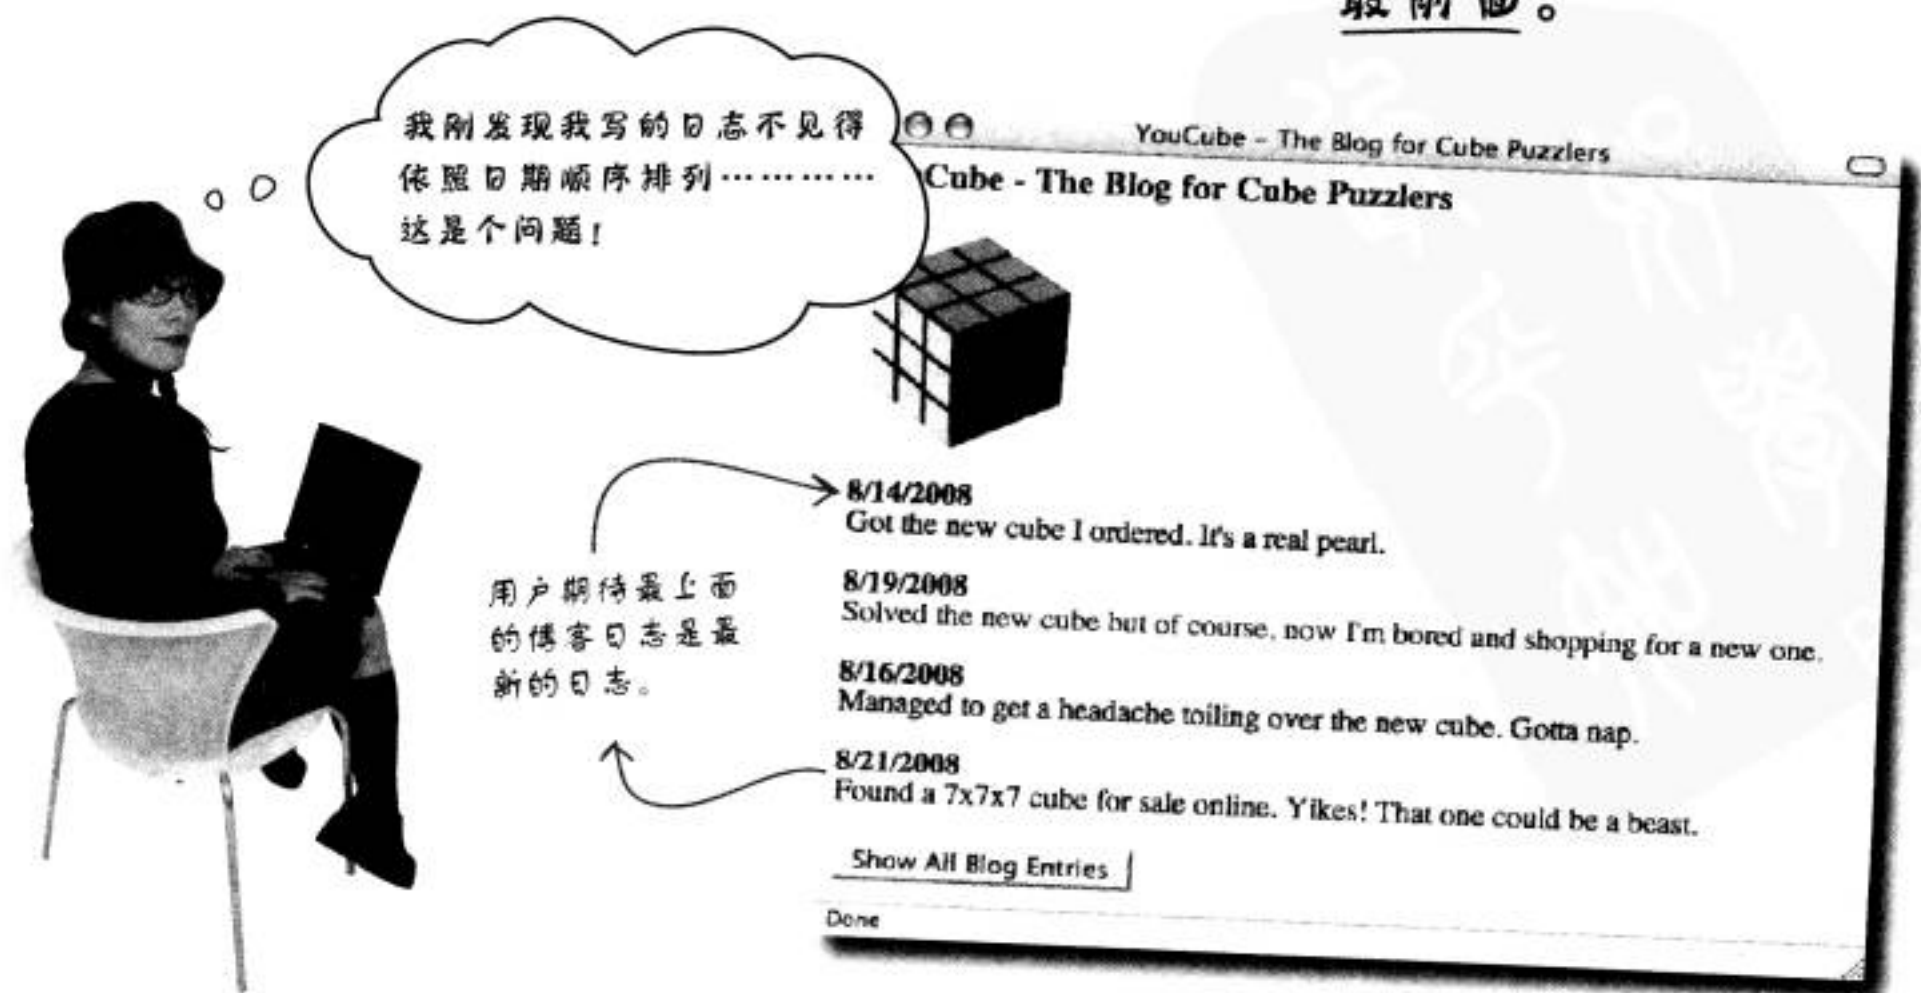 最前面。
我刚发现我写的日志不见得
依照日期顺序排列…………
这是个问题！
YouCube – The Blog for Cube Puzzlers
Cube - The Blog for Cube Puzzlers
8/14/2008
Got the new cube I ordered. It's a real pearl.
8/19/2008
Solved the new cube but of course, now I'm bored and shopping for a new one.
8/16/2008
Managed to get a headache toiling over the new cube. Gotta nap.
8/21/2008
Found a 7x7x7 cube for sale online. Yikes! That one could be a beast.
Show All Blog Entries
Done
用户期待最上面
的博客日志是最
新的日志。